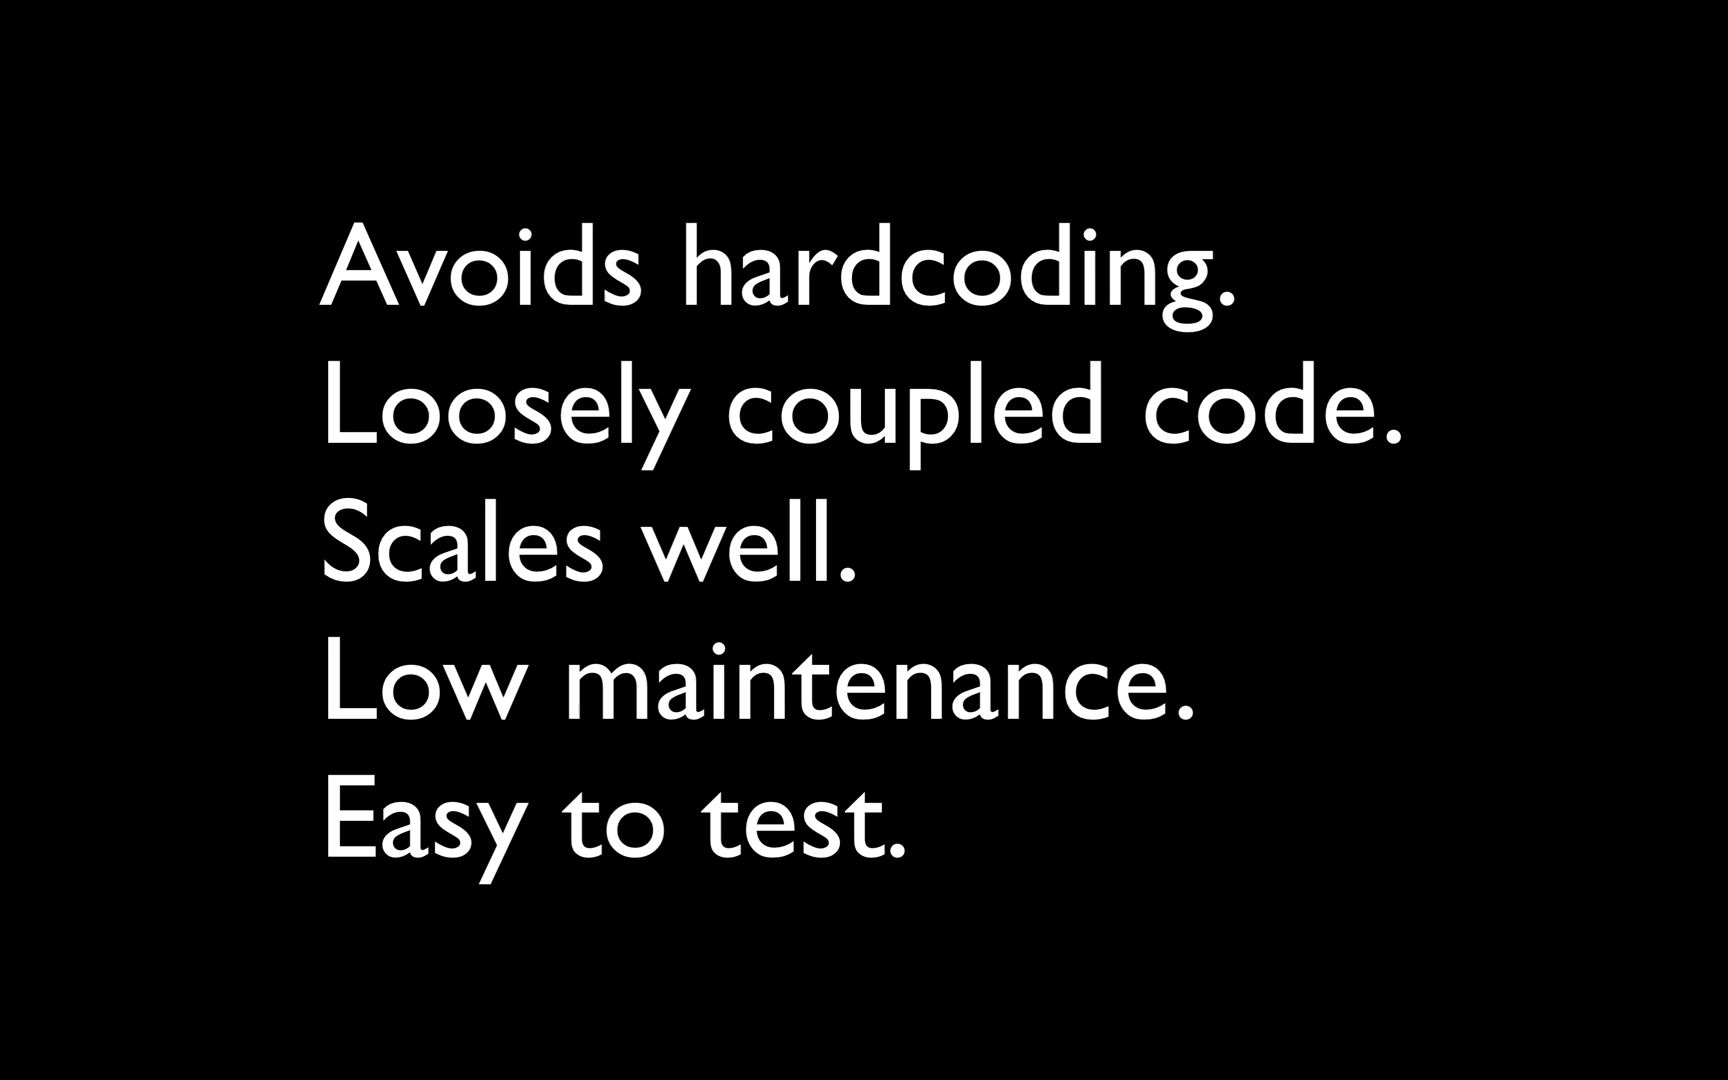 Avoids hardcoding.
Loosely coupled code.
Scales well.
Low maintenance.
Easy to test.